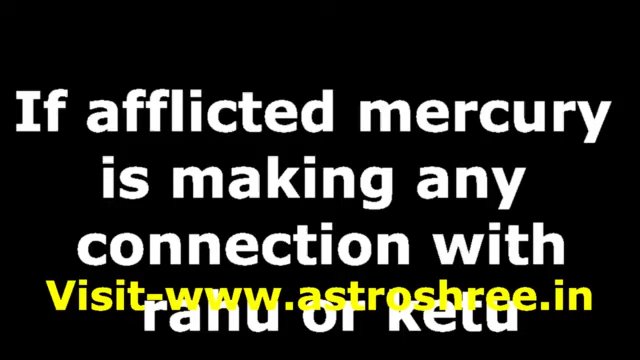 If afflicted mercury
is making any
connection with
Visit-www.astroshree.in
rahu or ketu